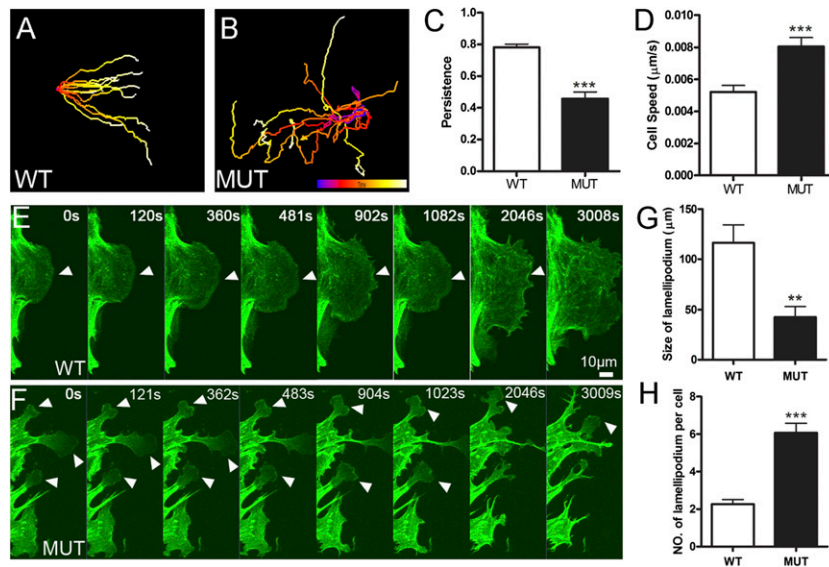 A
WT
B
MUT
C
Persistence
1.0
0.8
0.6
0.4
0.2
0.0
***
WT MUT
D
Cell Speed (μm/s)
0.010
0.008
0.006
0.004
0.002
0.000
***
WT MUT
E
0s 120s 360s 481s 902s 1082s 2046s 3008s
WT
10μm
F
0s 121s 362s 483s 904s 1023s 2046s 3009s
MUT
G
Size of lamellipodium (μm)
150
100
50
0
**
WT MUT
H
NO. of lamellipodium per cell
8
6
4
2
0
***
WT MUT